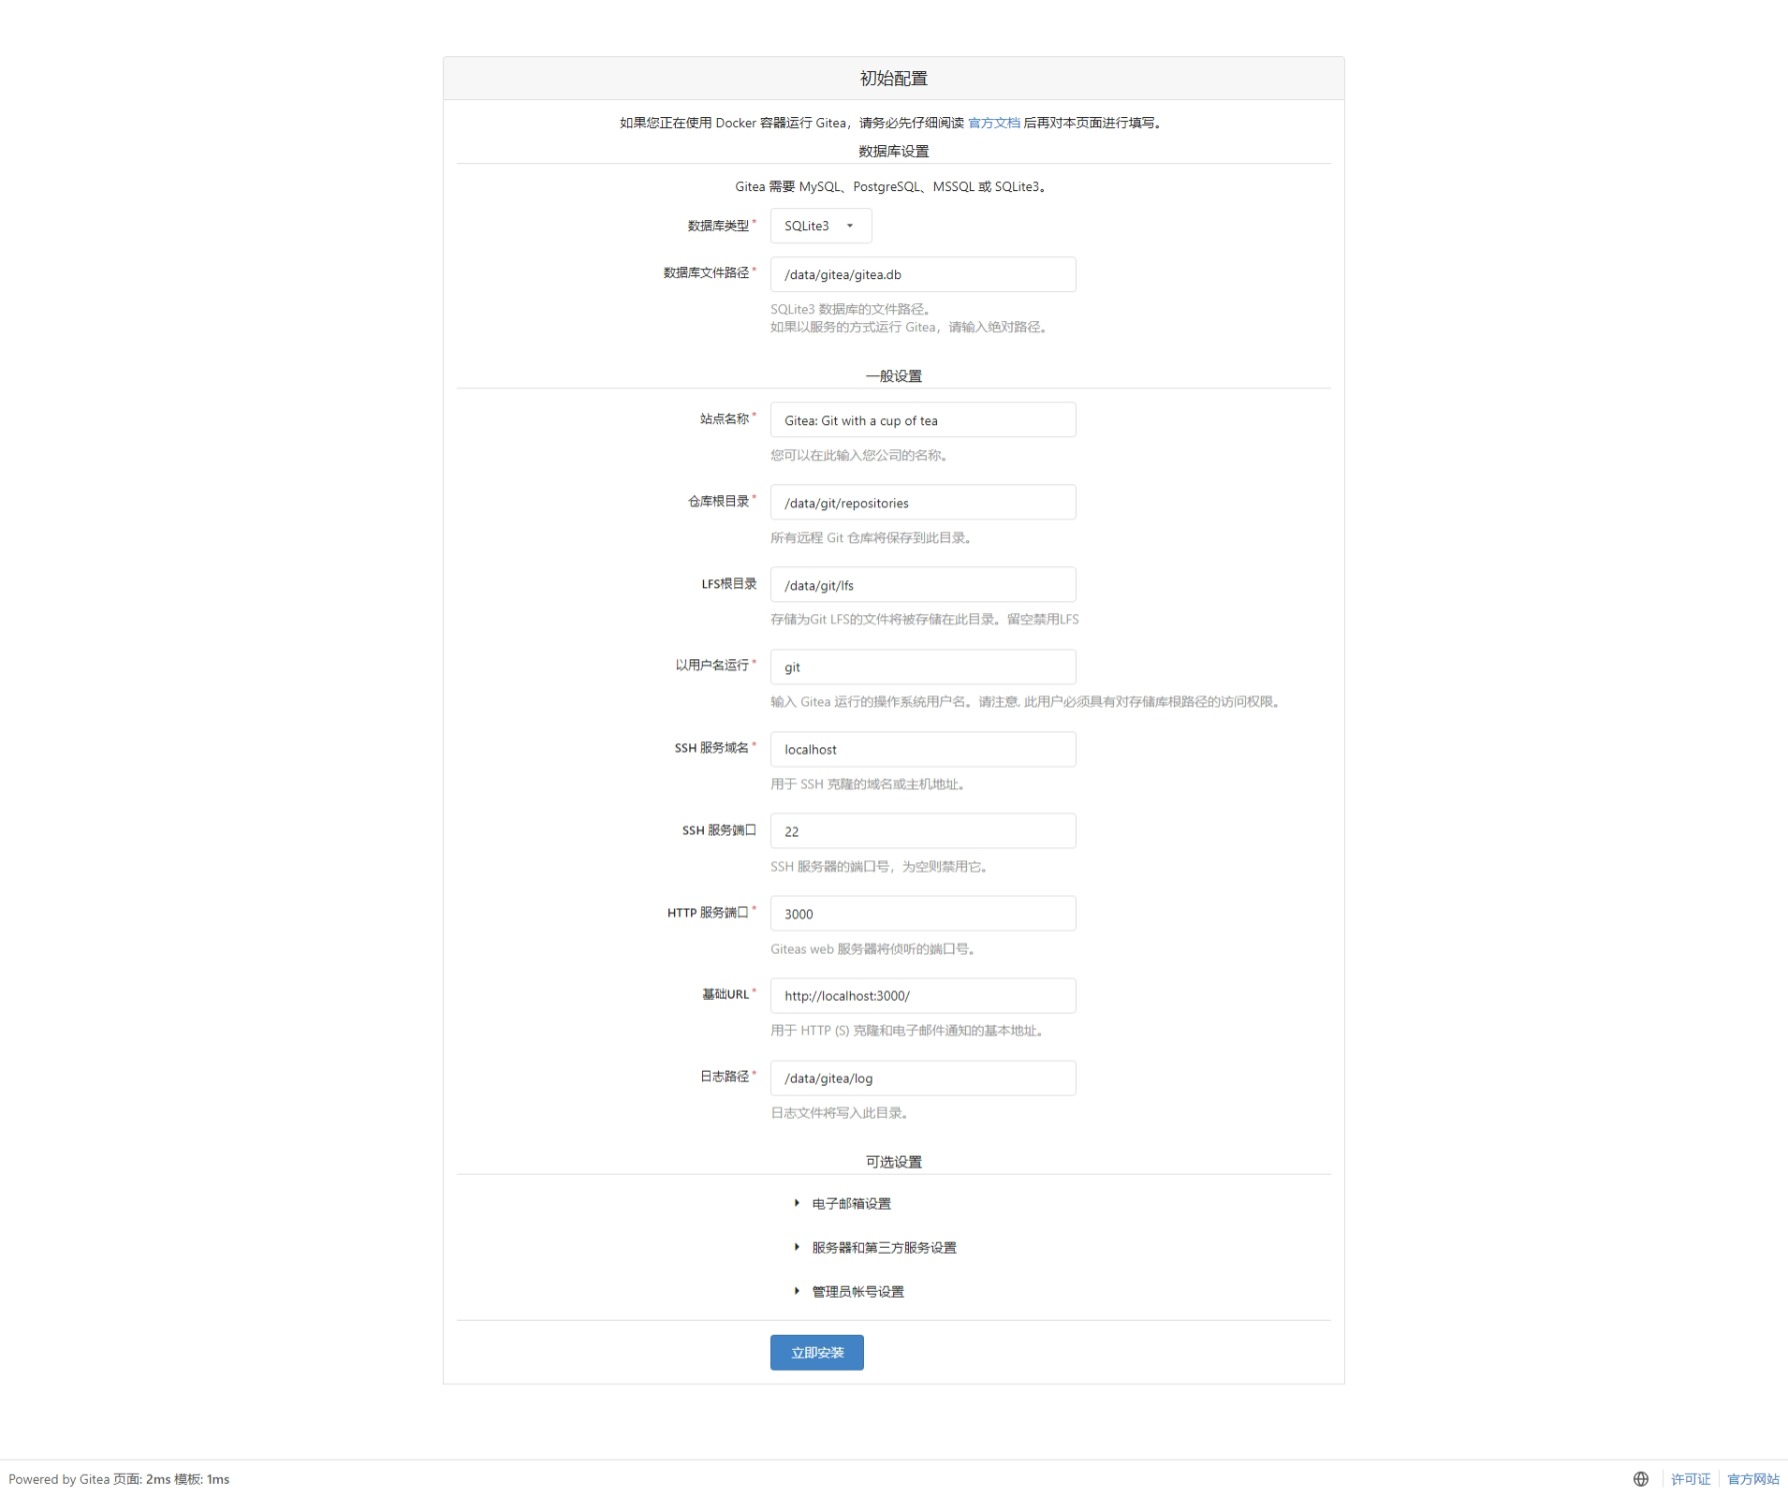 初始配置
如果您正在使用 Docker 容器运行 Gitea，请务必先仔细阅读 官方文档 后再对本页面进行填写。
数据库设置
Gitea 需要 MySQL、PostgreSQL、MSSQL 或 SQLite3。
数据库类型* SQLite3
数据库文件路径* /data/gitea/gitea.db
SQLite3 数据库的文件路径。
如果以服务的方式运行 Gitea，请输入绝对路径。
一般设置
站点名称* Gitea: Git with a cup of tea
您可以在此输入您公司的名称。
仓库根目录* /data/git/repositories
所有远程 Git 仓库将保存到此目录。
LFS根目录 /data/git/lfs
存储为Git LFS的文件将被存储在此目录。留空禁用LFS
以用户名运行* git
输入 Gitea 运行的操作系统用户名。请注意, 此用户必须具有对存储库根路径的访问权限。
SSH 服务域名* localhost
用于 SSH 克隆的域名或主机地址。
SSH 服务端口 22
SSH 服务器的端口号，为空则禁用它。
HTTP 服务端口* 3000
Giteas web 服务器将侦听的端口号。
基础URL* http://localhost:3000/
用于 HTTP (S) 克隆和电子邮件通知的基本地址。
日志路径* /data/gitea/log
日志文件将写入此目录。
可选设置
电子邮箱设置
服务器和第三方服务设置
管理员帐号设置
立即安装
Powered by Gitea 页面: 2ms 模板: 1ms
许可证 官方网站